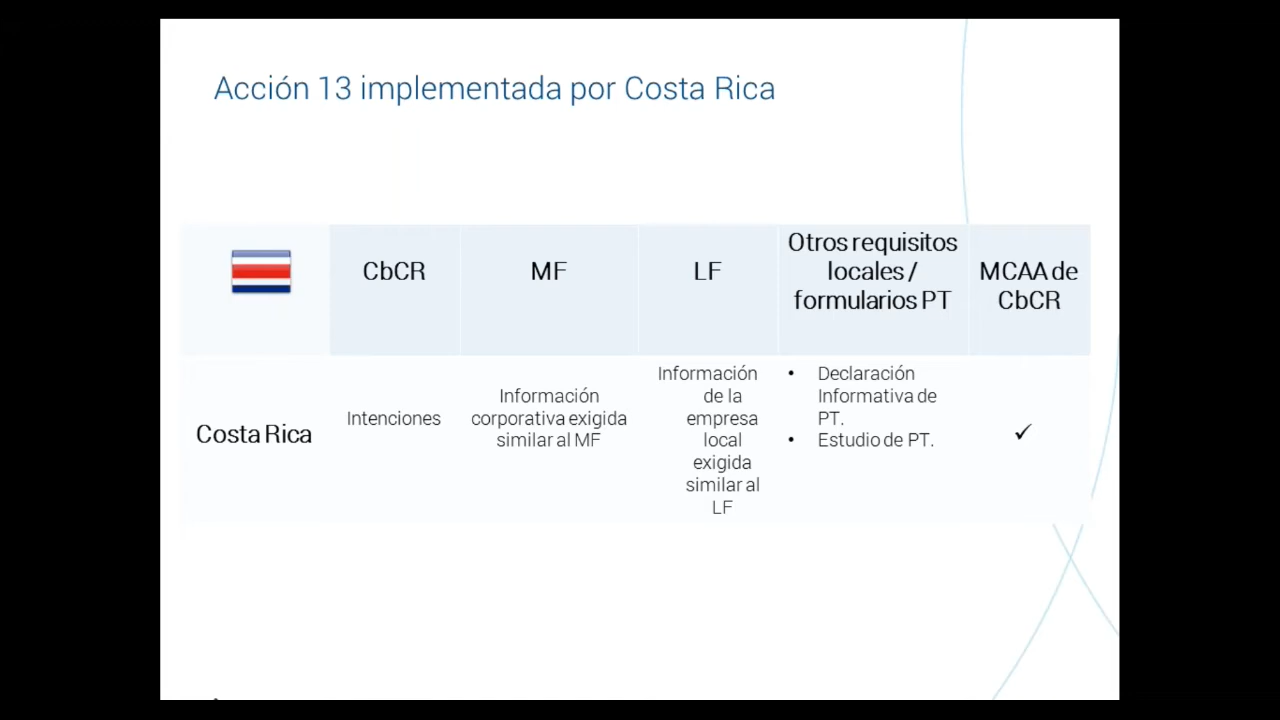 Acción 13 implementada por Costa Rica
CbCR
MF
LF
Otros requisitos
locales /
formularios PT
MCAA de
CbCR
Costa Rica
Intenciones
Información
corporativa exigida
similar al MF
Información
de la
empresa
local
exigida
similar al
LF
• Declaración
Informativa de
PT.
• Estudio de PT.
✓